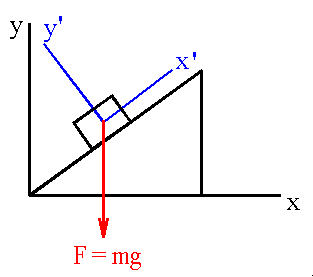 y
y'
x'
x
F = mg